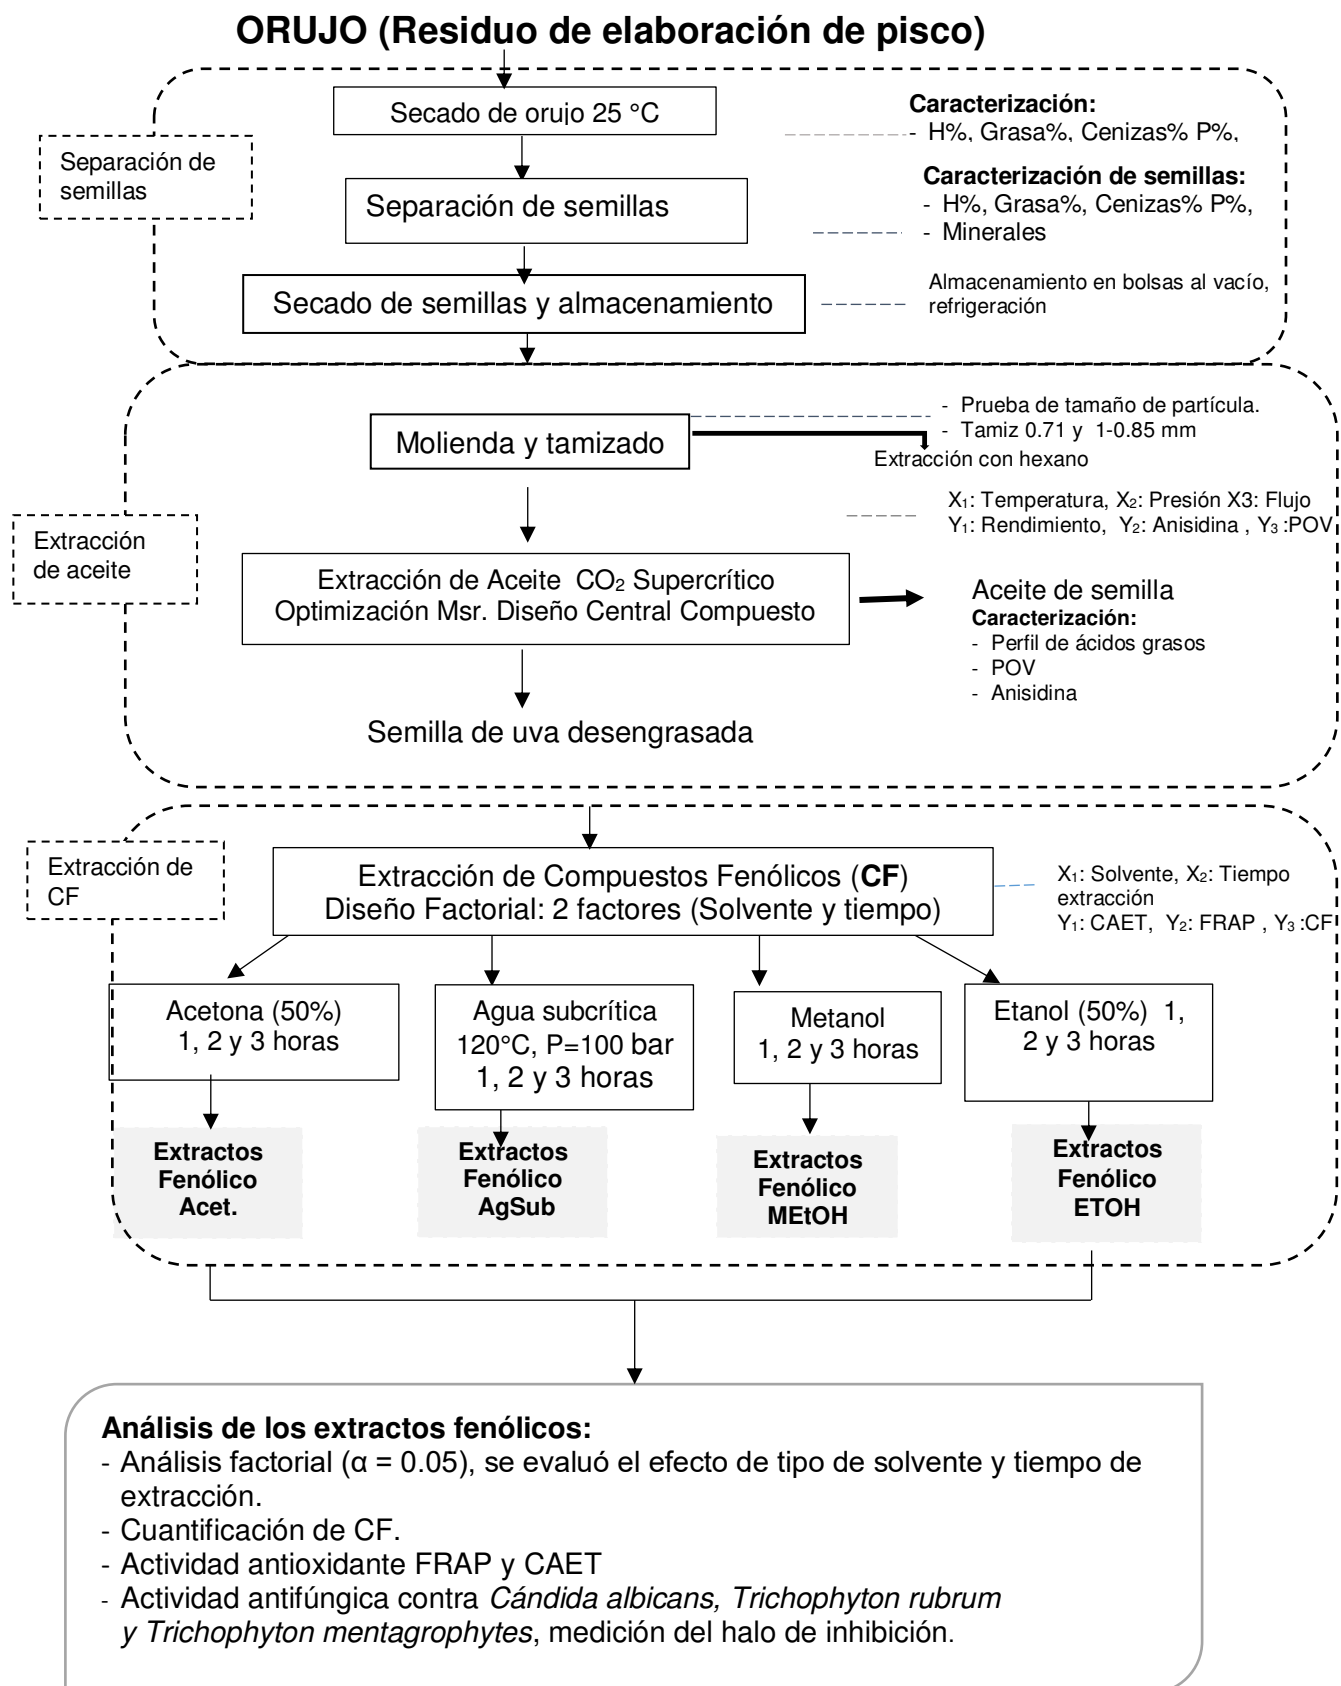 ORUJO (Residuo de elaboración de pisco)
Secado de orujo 25 °C
Caracterización:
- H%, Grasa%, Cenizas% P%,
Separación de
semillas
Separación de semillas
Caracterización de semillas:
- H%, Grasa%, Cenizas% P%,
- Minerales
Secado de semillas y almacenamiento
Almacenamiento en bolsas al vacío,
refrigeración
Molienda y tamizado
- Prueba de tamaño de partícula.
- Tamiz 0.71 y 1-0.85 mm
Extracción con hexano
X₁: Temperatura, X₂: Presión X3: Flujo
Y₁: Rendimiento, Y₂: Anisidina , Y₃ :POV
Extracción
de aceite
Extracción de Aceite CO₂ Supercrítico
Optimización Msr. Diseño Central Compuesto
Aceite de semilla
Caracterización:
- Perfil de ácidos grasos
- POV
- Anisidina
Semilla de uva desengrasada
Extracción de
CF
Extracción de Compuestos Fenólicos (CF)
Diseño Factorial: 2 factores (Solvente y tiempo)
X₁: Solvente, X₂: Tiempo
extracción
Y₁: CAET, Y₂: FRAP , Y₃ :CF
Acetona (50%)
1, 2 y 3 horas
Agua subcrítica
120°C, P=100 bar
1, 2 y 3 horas
Metanol
1, 2 y 3 horas
Etanol (50%) 1,
2 y 3 horas
Extractos
Fenólico
Acet.
Extractos
Fenólico
AgSub
Extractos
Fenólico
MEtOH
Extractos
Fenólico
ETOH
Análisis de los extractos fenólicos:
- Análisis factorial (α = 0.05), se evaluó el efecto de tipo de solvente y tiempo de
extracción.
- Cuantificación de CF.
- Actividad antioxidante FRAP y CAET
- Actividad antifúngica contra Cándida albicans, Trichophyton rubrum
y Trichophyton mentagrophytes, medición del halo de inhibición.